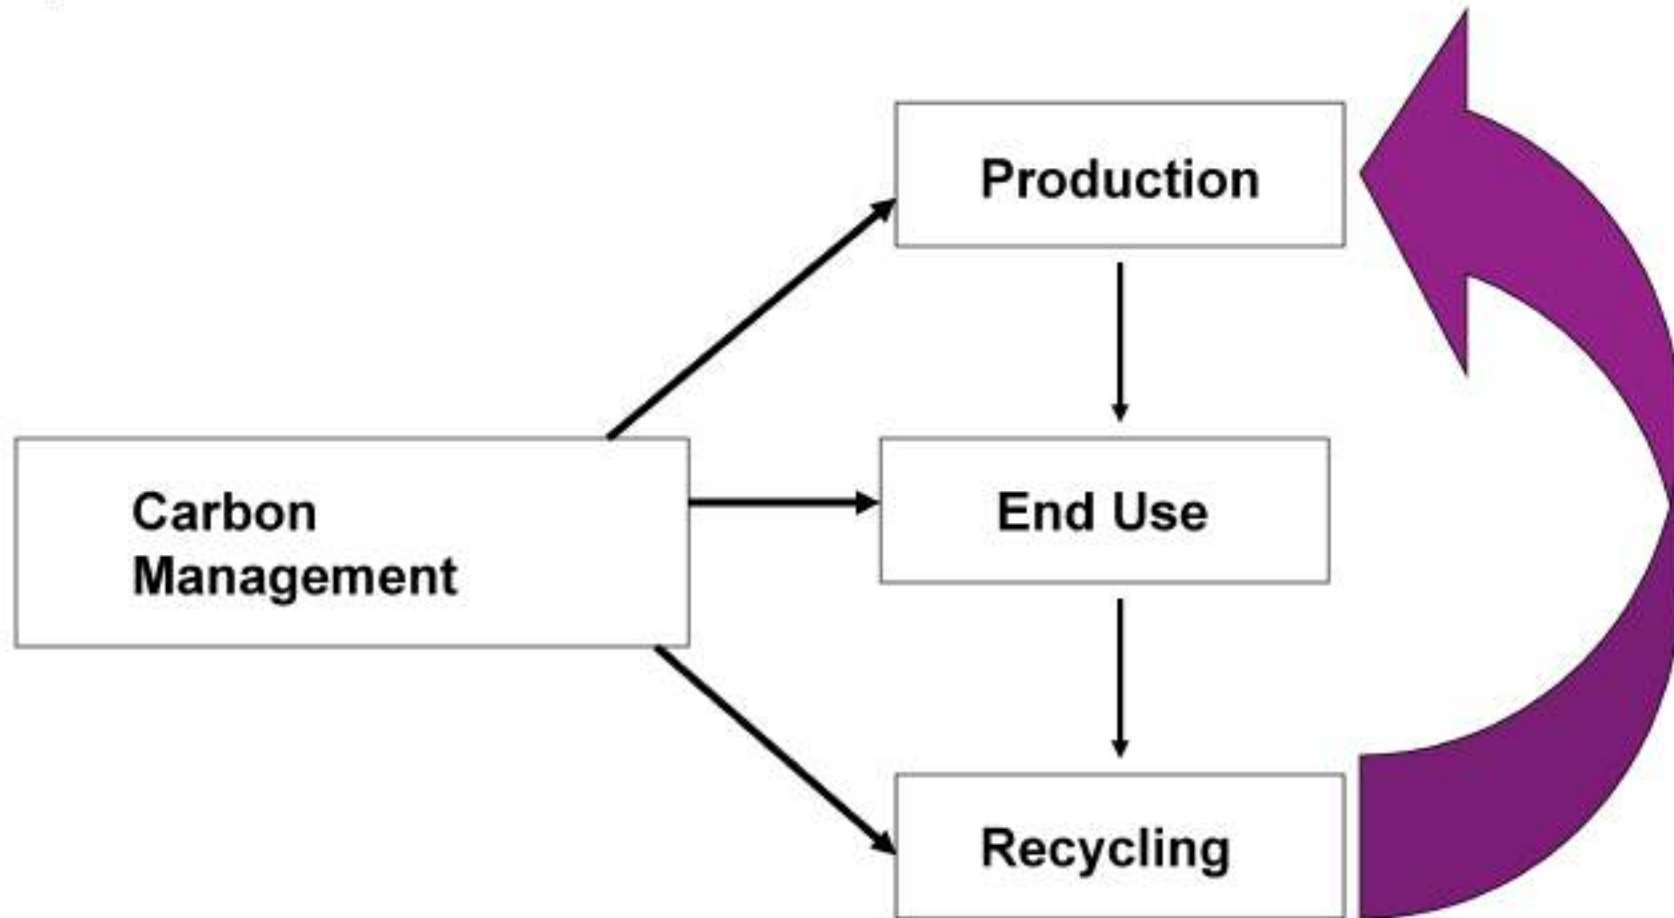 Production
Carbon
Management
End Use
Recycling